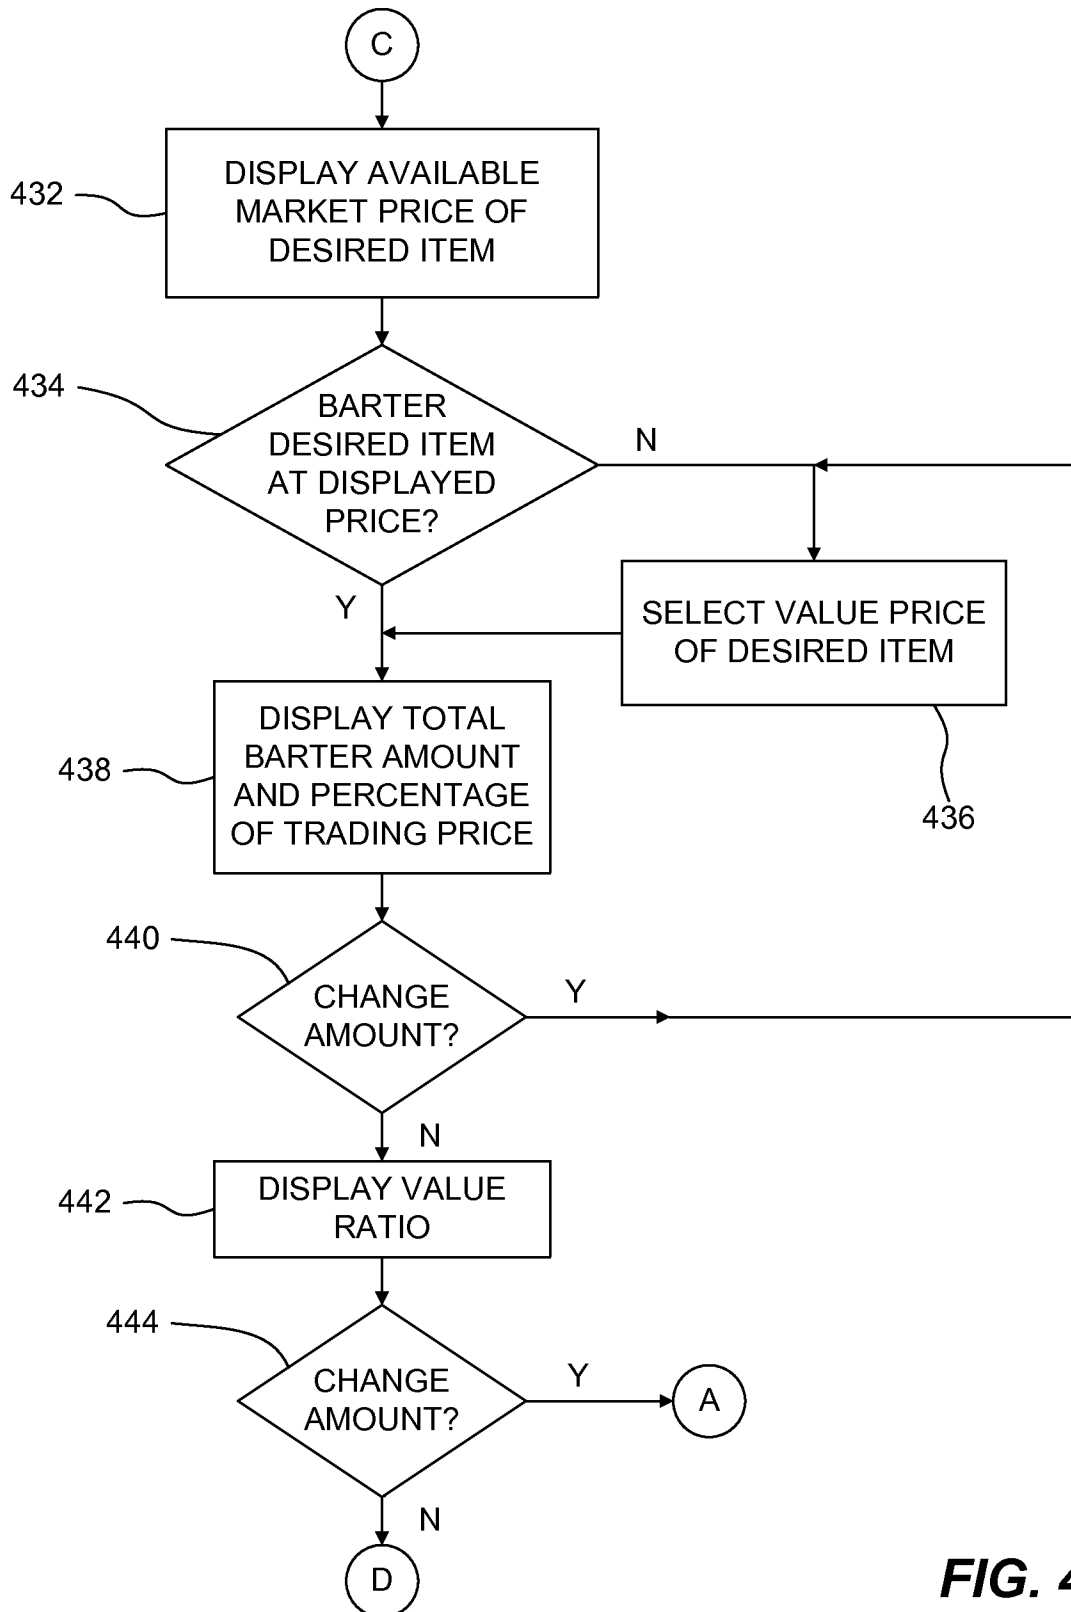 C
432
DISPLAY AVAILABLE
MARKET PRICE OF
DESIRED ITEM
434
BARTER
DESIRED ITEM
AT DISPLAYED
PRICE?
N
Y
SELECT VALUE PRICE
OF DESIRED ITEM
436
438
DISPLAY TOTAL
BARTER AMOUNT
AND PERCENTAGE
OF TRADING PRICE
440
CHANGE
AMOUNT?
Y
N
442
DISPLAY VALUE
RATIO
444
CHANGE
AMOUNT?
Y
A
N
D
FIG. 4